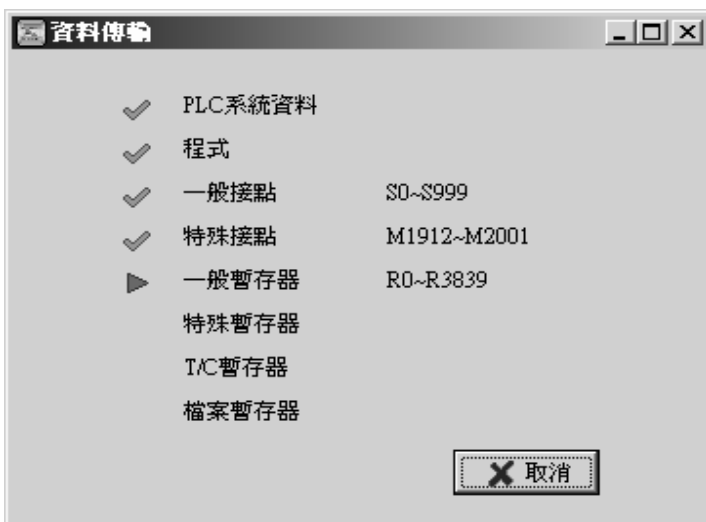 資料傳輸
PLC系統資料
程式
一般接點 S0~S999
特殊接點 M1912~M2001
一般暫存器 R0~R3839
特殊暫存器
T/C暫存器
檔案暫存器
取消